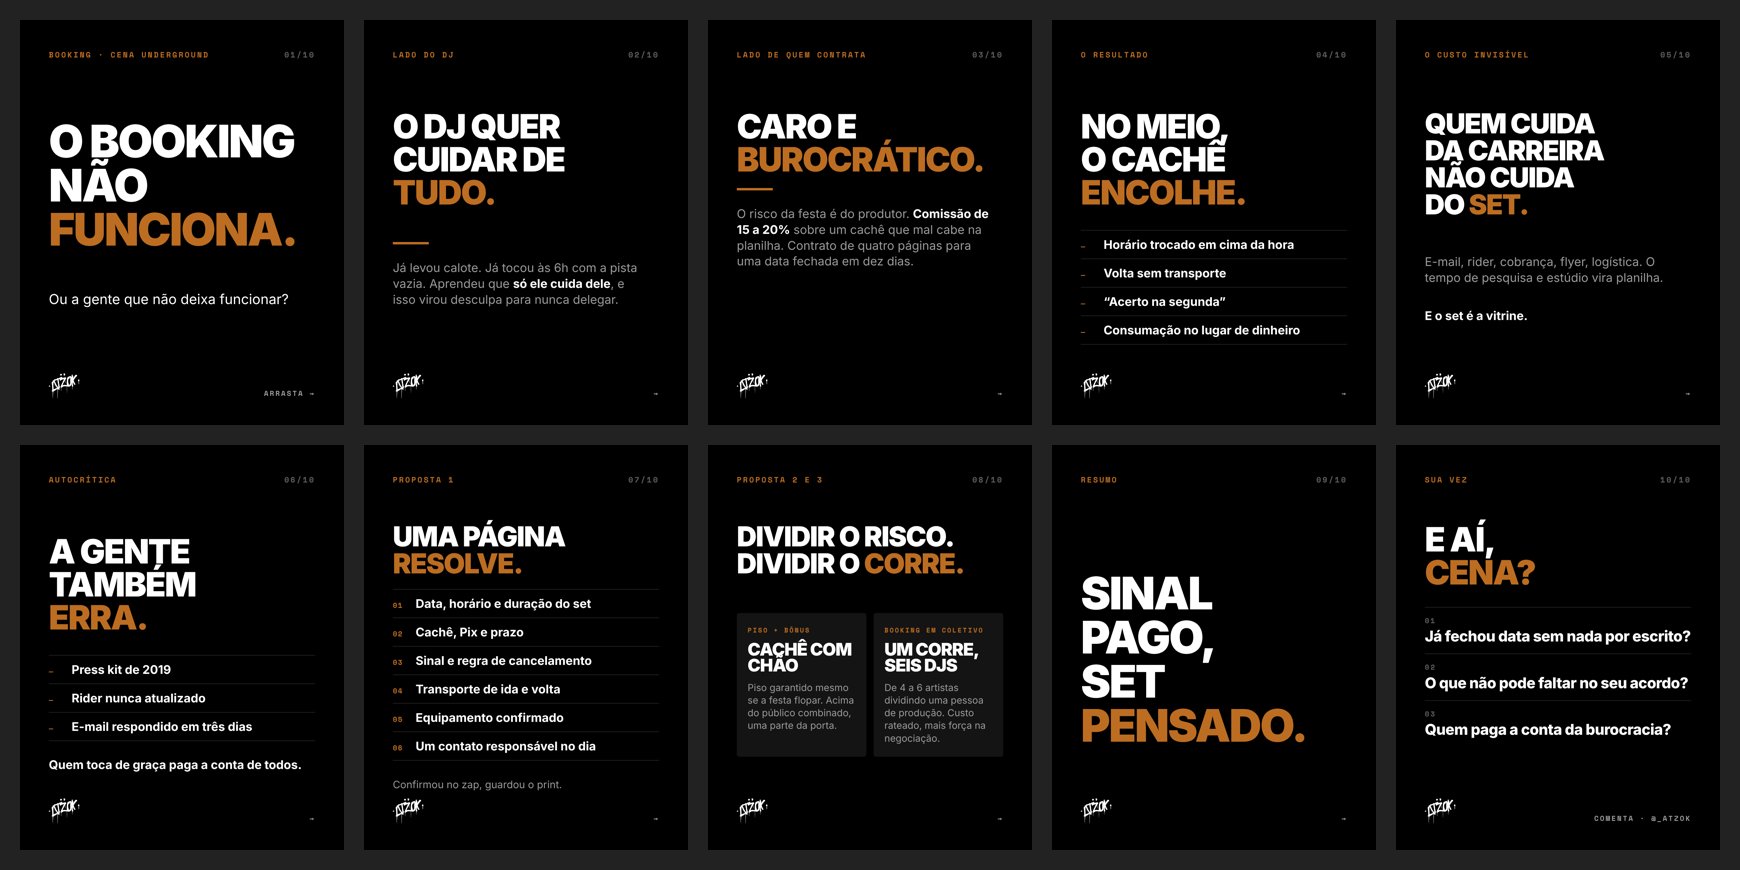 BOOKING · CENA UNDERGROUND
01/10
O BOOKING
NÃO
FUNCIONA.
Ou a gente que não deixa funcionar?
ATZOK
ARRASTA →
LADO DO DJ
02/10
O DJ QUER
CUIDAR DE
TUDO.
Já levou calote. Já tocou às 6h com a pista
vazia. Aprendeu que só ele cuida dele, e
isso virou desculpa para nunca delegar.
ATZOK
→
LADO DE QUEM CONTRATA
03/10
CARO E
BUROCRÁTICO.
O risco da festa é do produtor. Comissão de
15 a 20% sobre um cachê que mal cabe na
planilha. Contrato de quatro páginas para
uma data fechada em dez dias.
ATZOK
→
O RESULTADO
04/10
NO MEIO,
O CACHÊ
ENCOLHE.
– Horário trocado em cima da hora
– Volta sem transporte
– “Acerto na segunda”
– Consumação no lugar de dinheiro
ATZOK
→
O CUSTO INVISÍVEL
05/10
QUEM CUIDA
DA CARREIRA
NÃO CUIDA
DO SET.
E-mail, rider, cobrança, flyer, logística. O
tempo de pesquisa e estúdio vira planilha.
E o set é a vitrine.
ATZOK
→
AUTOCRÍTICA
06/10
A GENTE
TAMBÉM
ERRA.
– Press kit de 2019
– Rider nunca atualizado
– E-mail respondido em três dias
Quem toca de graça paga a conta de todos.
ATZOK
→
PROPOSTA 1
07/10
UMA PÁGINA
RESOLVE.
01 Data, horário e duração do set
02 Cachê, Pix e prazo
03 Sinal e regra de cancelamento
04 Transporte de ida e volta
05 Equipamento confirmado
06 Um contato responsável no dia
Confirmou no zap, guardou o print.
ATZOK
→
PROPOSTA 2 E 3
08/10
DIVIDIR O RISCO.
DIVIDIR O CORRE.
PISO + BÔNUS
CACHÊ COM
CHÃO
Piso garantido mesmo
se a festa flopar. Acima
do público combinado,
uma parte da porta.
BOOKING EM COLETIVO
UM CORRE,
SEIS DJS
De 4 a 6 artistas
dividindo uma pessoa
de produção. Custo
rateado, mais força na
negociação.
ATZOK
→
RESUMO
09/10
SINAL
PAGO,
SET
PENSADO.
ATZOK
→
SUA VEZ
10/10
E AÍ,
CENA?
01
Já fechou data sem nada por escrito?
02
O que não pode faltar no seu acordo?
03
Quem paga a conta da burocracia?
ATZOK
COMENTA · @_ATZOK